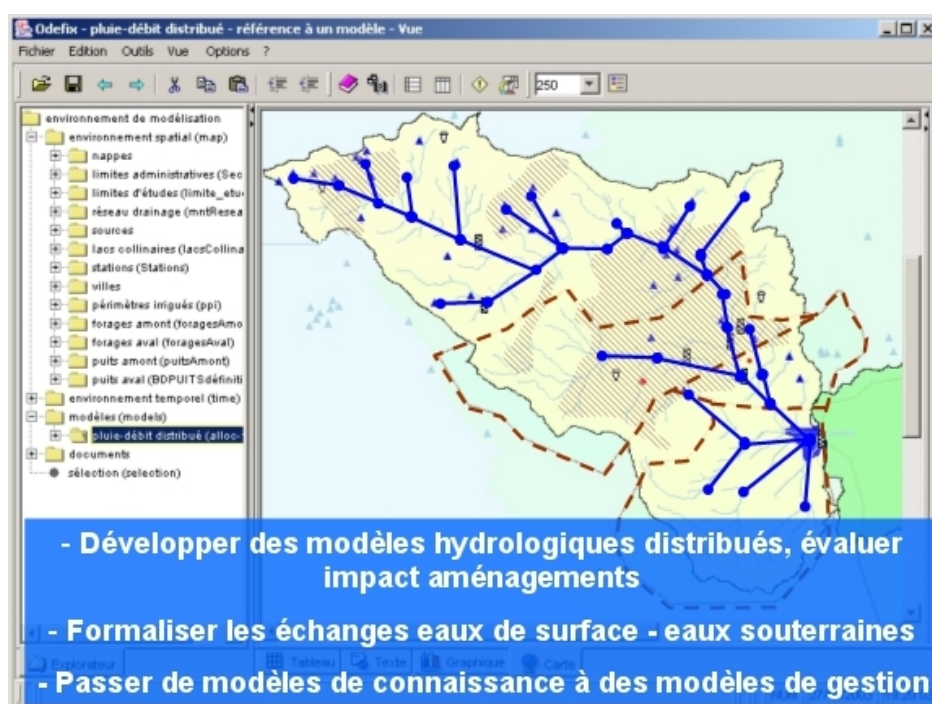 Odefix - pluie-débit distribué - référence à un modèle - Vue
Fichier Edition Outils Vue Options ?
250
environnement de modélisation
environnement spatial (map)
nappes
limites administratives (Sec
limites d'études (limite_etu
réseau drainage (mntResea
sources
lacs collinaires (lacsCollina
stations (Stations)
villes
périmètres irrigués (ppi)
forages amont (foragesAmo
forages aval (foragesAval)
puits amont (puitsAmont)
puits aval (BDPUITSdéfiniti
environnement temporel (time)
modèles (models)
pluie-débit distribué (alloc-
documents
sélection (selection)
- Développer des modèles hydrologiques distribués, évaluer
impact aménagements
- Formaliser les échanges eaux de surface - eaux souterraines
Explorateur Tableau Texte Graphique Carte
- Passer de modèles de connaissance à des modèles de gestion